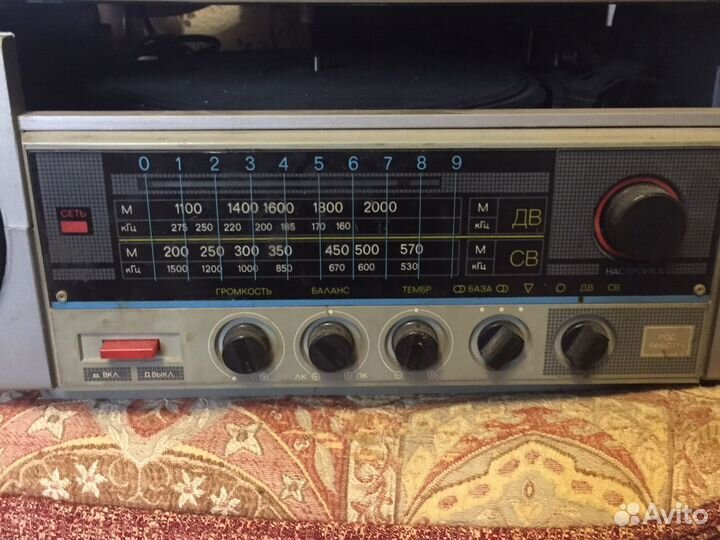 0 1 2 3 4 5 6 7 8 9
СЕТЬ
М 1100 1400 1600 1800 2000 М
кГц 275 250 220 200 185 170 160 кГц
ДВ
М 200 250 300 350 450 500 570 М
кГц 1500 1200 1000 850 670 600 530 кГц
СВ
НАСТРОЙКА
ГРОМКОСТЬ БАЛАНС ТЕМБР БАЗА ДВ СВ
РОД
РАБОТЫ
ВКЛ. ВЫКЛ.
ЛК ПК
Avito